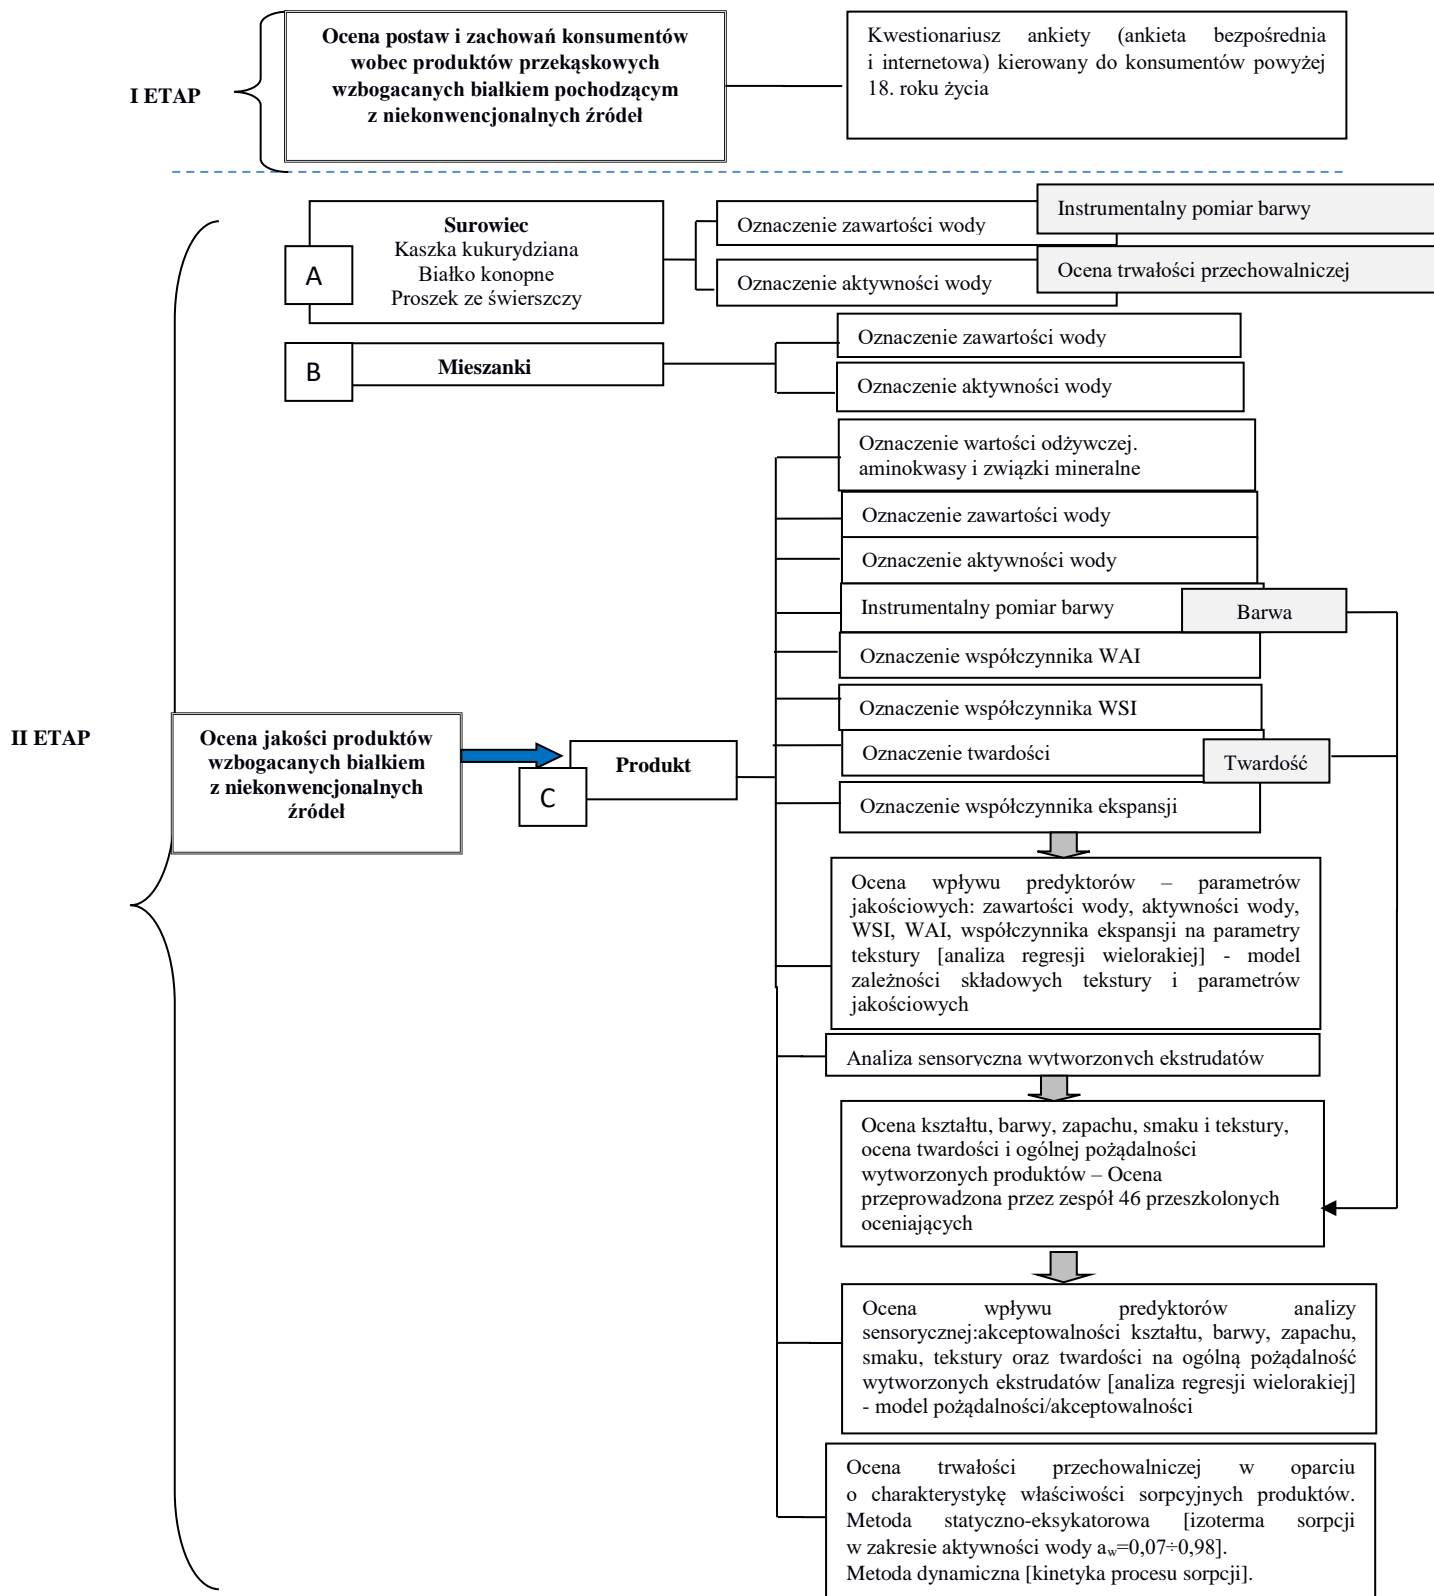 I ETAP
Ocena postaw i zachowań konsumentów
wobec produktów przekąskowych
wzbogacanych białkiem pochodzącym
z niekonwencjonalnych źródeł
Kwestionariusz ankiety (ankieta bezpośrednia
i internetowa) kierowany do konsumentów powyżej
18. roku życia
II ETAP
Ocena jakości produktów
wzbogacanych białkiem
z niekonwencjonalnych
źródeł
A
Surowiec
Kaszka kukurydziana
Białko konopne
Proszek ze świerszczy
Oznaczenie zawartości wody
Instrumentalny pomiar barwy
Oznaczenie aktywności wody
Ocena trwałości przechowalniczej
B
Mieszanki
Oznaczenie zawartości wody
Oznaczenie aktywności wody
C
Produkt
Oznaczenie wartości odżywczej.
aminokwasy i związki mineralne
Oznaczenie zawartości wody
Oznaczenie aktywności wody
Instrumentalny pomiar barwy
Barwa
Oznaczenie współczynnika WAI
Oznaczenie współczynnika WSI
Oznaczenie twardości
Twardość
Oznaczenie współczynnika ekspansji
Ocena wpływu predyktorów – parametrów
jakościowych: zawartości wody, aktywności wody,
WSI, WAI, współczynnika ekspansji na parametry
tekstury [analiza regresji wielorakiej] - model
zależności składowych tekstury i parametrów
jakościowych
Analiza sensoryczna wytworzonych ekstrudatów
Ocena kształtu, barwy, zapachu, smaku i tekstury,
ocena twardości i ogólnej pożądalności
wytworzonych produktów – Ocena
przeprowadzona przez zespół 46 przeszkolonych
oceniających
Ocena wpływu predyktorów analizy
sensorycznej:akceptowalności kształtu, barwy, zapachu,
smaku, tekstury oraz twardości na ogólną pożądalność
wytworzonych ekstrudatów [analiza regresji wielorakiej]
- model pożądalności/akceptowalności
Ocena trwałości przechowalniczej w oparciu
o charakterystykę właściwości sorpcyjnych produktów.
Metoda statyczno-eksykatorowa [izoterma sorpcji
w zakresie aktywności wody a<sub>w</sub>=0,07÷0,98].
Metoda dynamiczna [kinetyka procesu sorpcji].